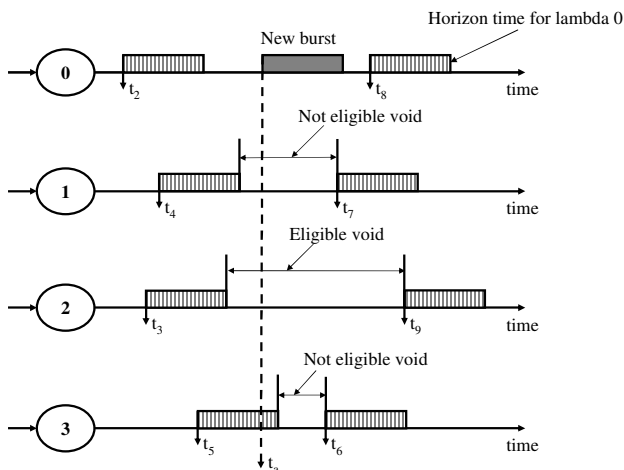 Horizon time for lambda 0
New burst
0
t2
t8
time
Not eligible void
1
t4
t7
time
Eligible void
2
t3
t9
time
Not eligible void
3
t5
t6
time